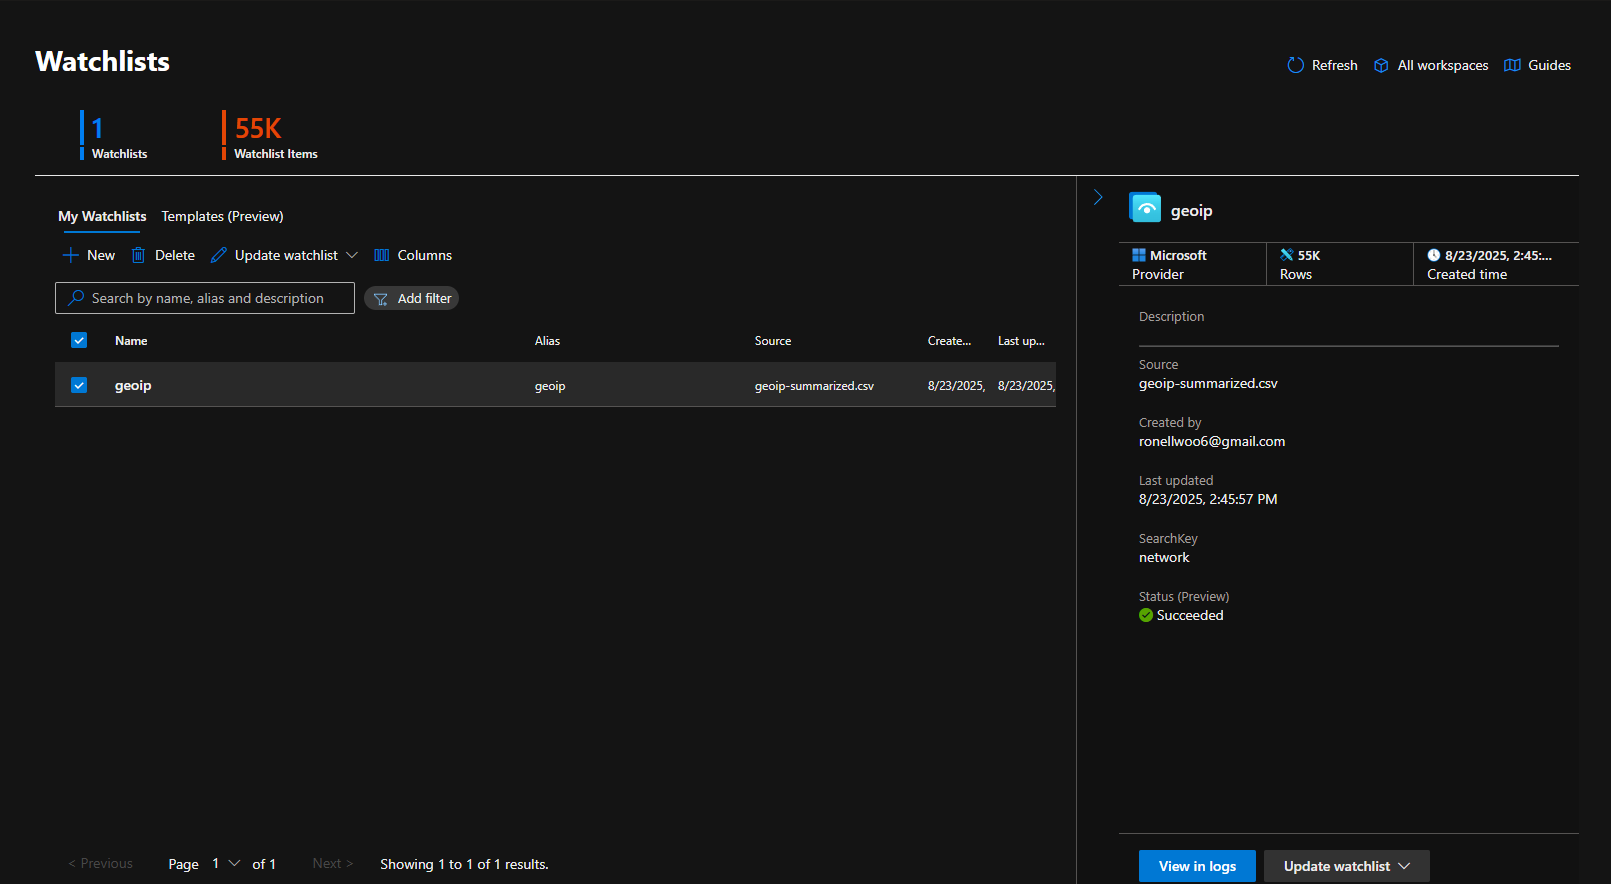 Watchlists
Refresh All workspaces Guides
1
Watchlists
55K
Watchlist Items
My Watchlists Templates (Preview)
New Delete Update watchlist Columns
Search by name, alias and description Add filter
Name Alias Source Create... Last up...
geoip geoip geoip-summarized.csv 8/23/2025, 8/23/2025,
< Previous Page 1 of 1 Next > Showing 1 to 1 of 1 results.
geoip
Microsoft
Provider
55K
Rows
8/23/2025, 2:45:...
Created time
Description
Source
geoip-summarized.csv
Created by
ronellwoo6@gmail.com
Last updated
8/23/2025, 2:45:57 PM
SearchKey
network
Status (Preview)
Succeeded
View in logs Update watchlist